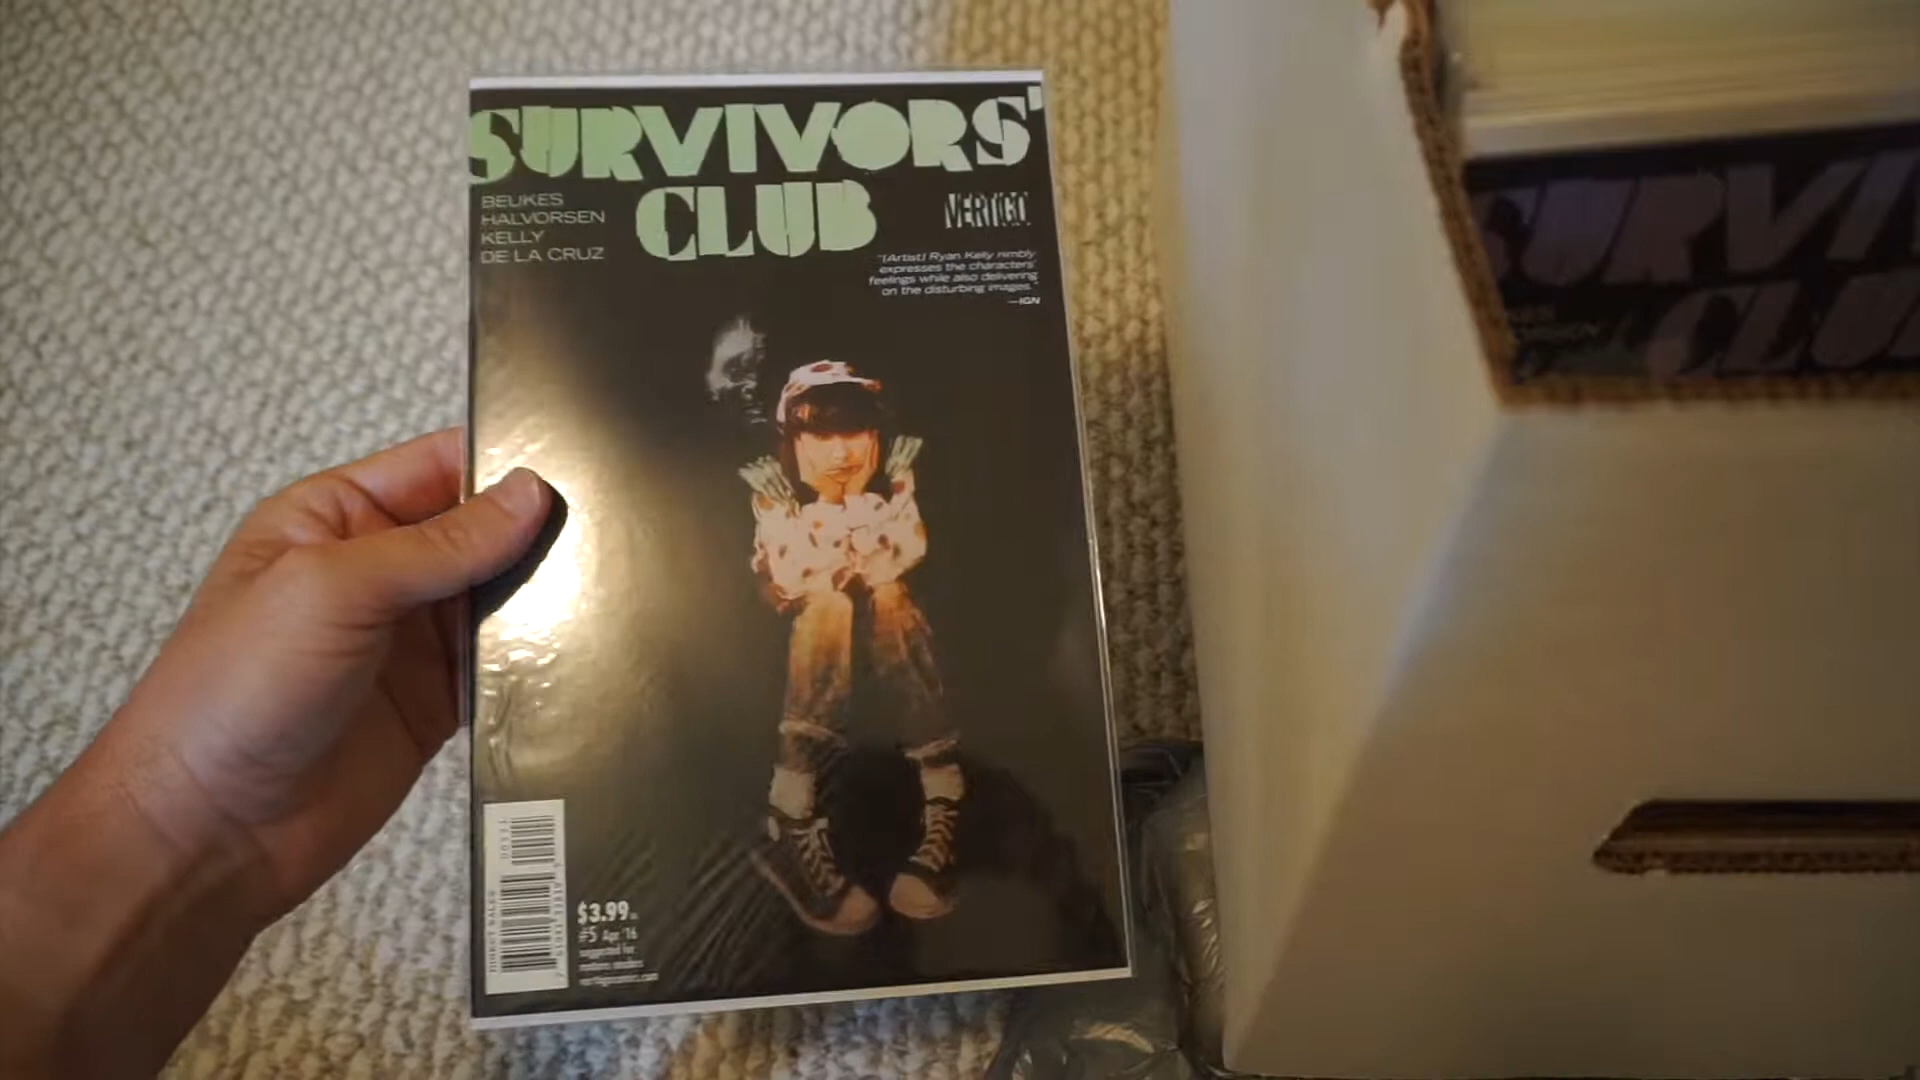 SURVIVORS'
CLUB
BEUKES
HALVORSEN
KELLY
DE LA CRUZ
VERTIGO
"[Artist] Ryan Kelly nimbly
expresses the characters'
feelings while also delivering
on the disturbing images."
—IGN
$3.99
#5 Apr '16
suggested for
mature readers
vertigocomics.com
DIRECT SALES
SURVIV
CLU